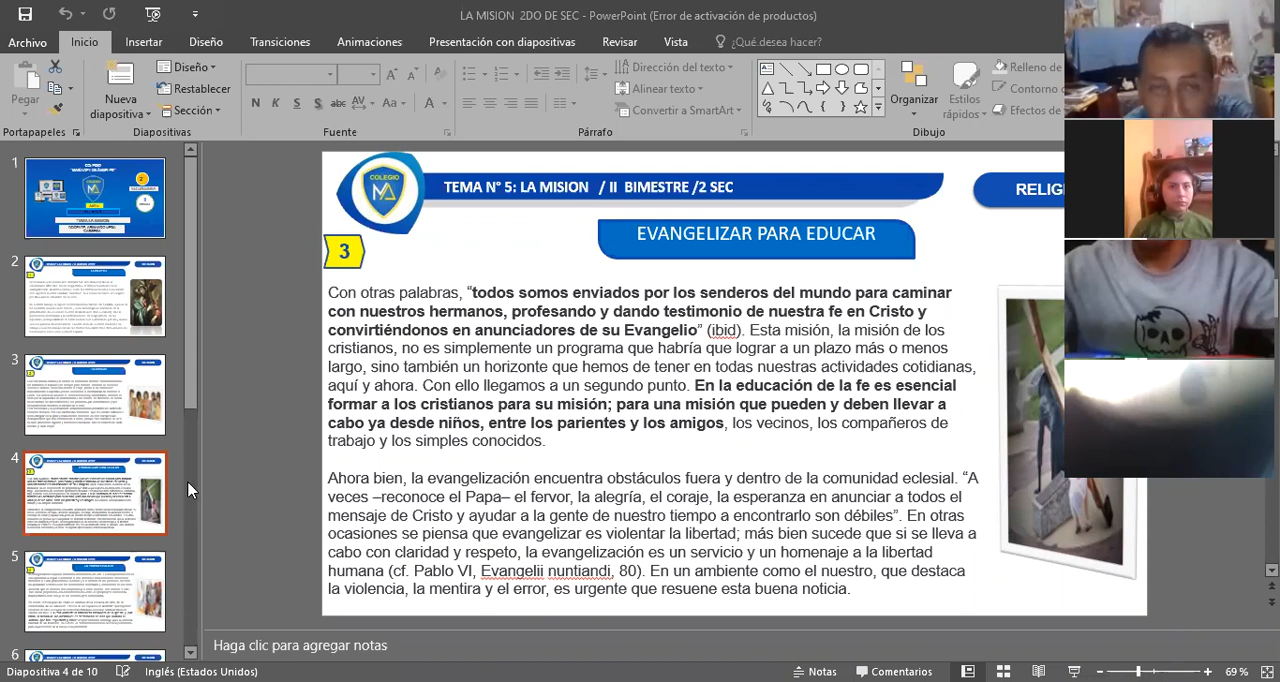 LA MISION 2DO DE SEC - PowerPoint (Error de activación de productos)
Archivo Inicio Insertar Diseño Transiciones Animaciones Presentación con diapositivas Revisar Vista ¿Qué desea hacer?
Pegar
Portapapeles
Nueva
diapositiva
Diseño
Restablecer
Sección
Diapositivas
N K S S abc AV Aa A
Fuente
Dirección del texto
Alinear texto
Convertir a SmartArt
Párrafo
Organizar
Estilos
rápidos
Relleno de
Contorno
Efectos de
Dibujo
1
2
3
4
5
6
COLEGIO
MA
TEMA N° 5: LA MISION / II BIMESTRE /2 SEC
RELIG
3
EVANGELIZAR PARA EDUCAR
Con otras palabras, “todos somos enviados por los senderos del mundo para caminar
con nuestros hermanos, profesando y dando testimonio de nuestra fe en Cristo y
convirtiéndonos en anunciadores de su Evangelio” (ibid). Esta misión, la misión de los
cristianos, no es simplemente un programa que habría que lograr a un plazo más o menos
largo, sino también un horizonte que hemos de tener en todas nuestras actividades cotidianas,
aquí y ahora. Con ello llegamos a un segundo punto. En laeducación de la fe es esencial
formar a los cristianos para su misión; para una misión que pueden y deben llevar a
cabo ya desde niños, entre los parientes y los amigos, los vecinos, los compañeros de
trabajo y los simples conocidos.
Ahora bien, la evangelización encuentra obstáculos fuera y dentro de la comunidad eclesial. “A
veces –reconoce el Papa– el fervor, la alegría, el coraje, la esperanza en anunciar a todos el
mensaje de Cristo y ayudar a la gente de nuestro tiempo a encontrarlo son débiles”. En otras
ocasiones se piensa que evangelizar es violentar la libertad; más bien sucede que si se lleva a
cabo con claridad y respeto, la evangelización es un servicio y un homenaje a la libertad
humana (cf. Pablo VI, Evangelii nuntiandi, 80). En un ambiente como el nuestro, que destaca
la violencia, la mentira y el error, es urgente que resuene esta buena noticia.
Haga clic para agregar notas
Diapositiva 4 de 10 Inglés (Estados Unidos) Notas Comentarios 69 %